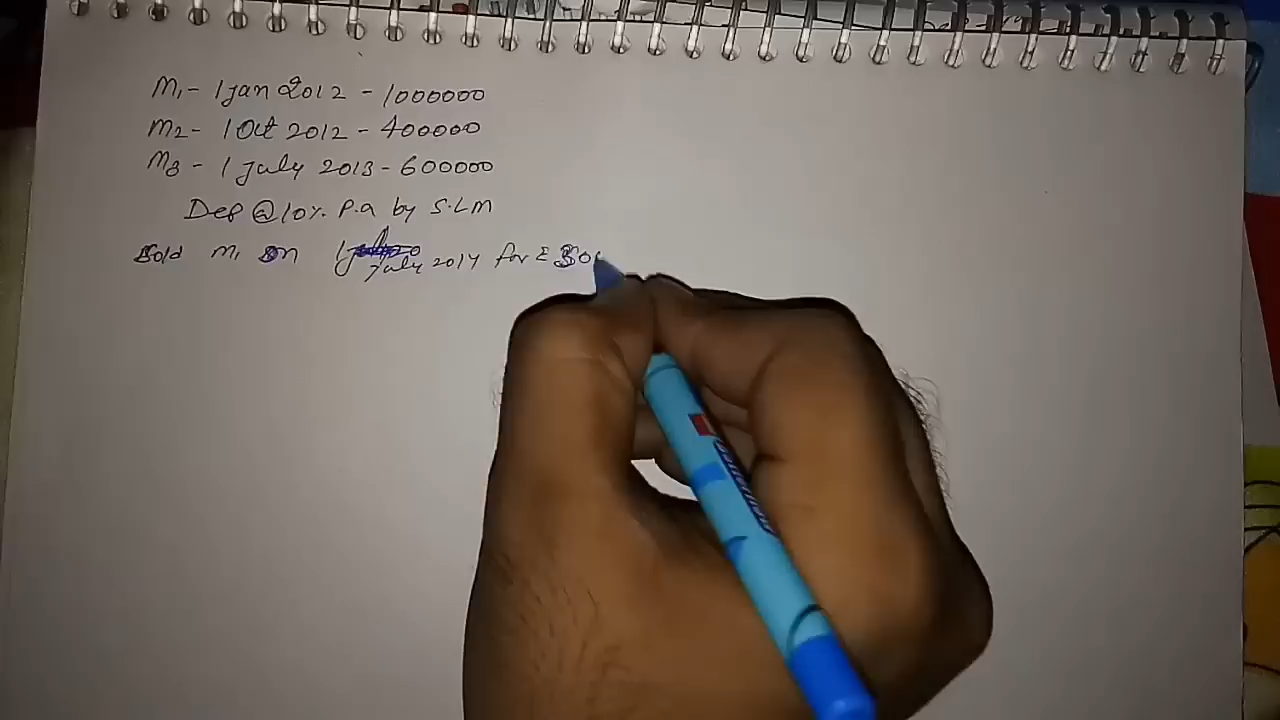 M1 - 1 Jan 2012 - 1000000
M2 - 1 Oct 2012 - 400000
M3 - 1 July 2013 - 600000
Dep @ 10% P.a by S.LM
Sold M1 on 1 July 2014 for